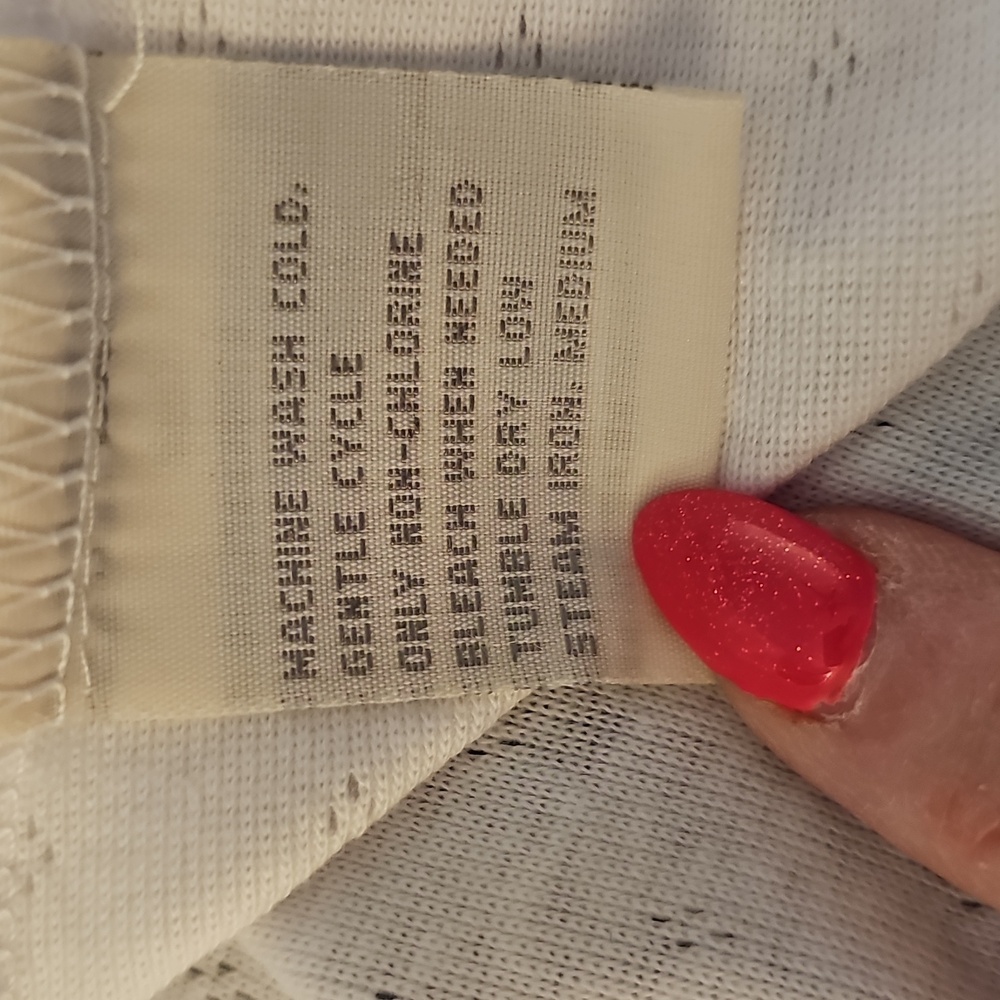 MACHINE WASH COLD,
GENTLE CYCLE
ONLY NON-CHLORINE
BLEACH WHEN NEEDED
TUMBLE DRY LOW
STEAM IRON, MEDIUM